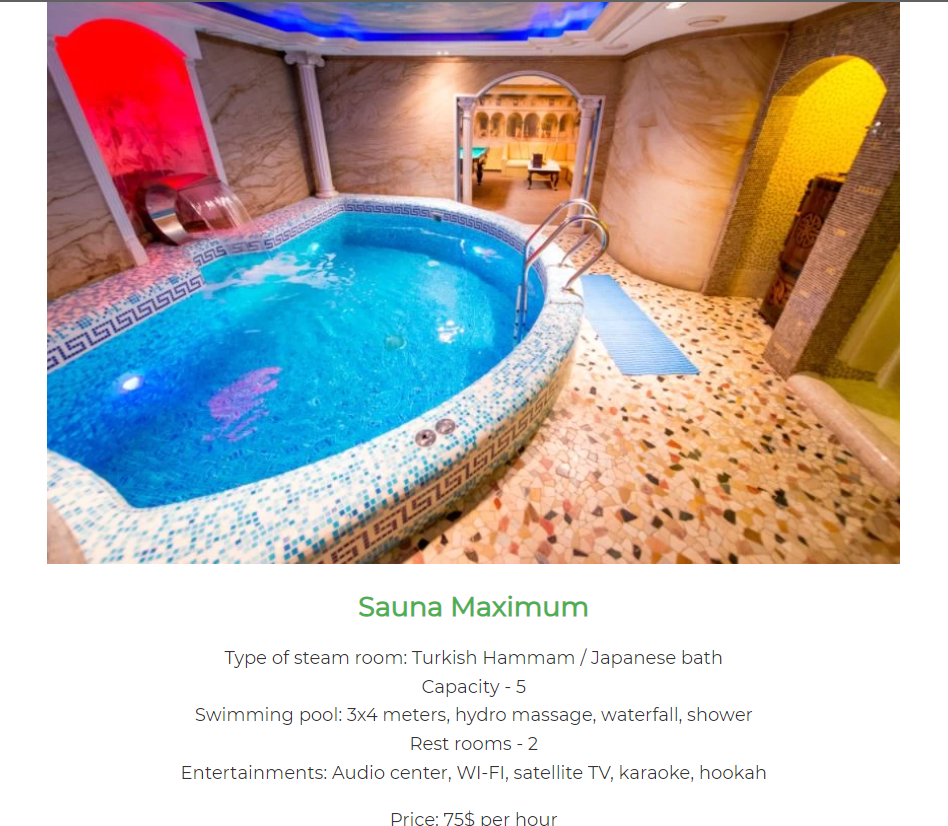 Sauna Maximum
Type of steam room: Turkish Hammam / Japanese bath
Capacity - 5
Swimming pool: 3x4 meters, hydro massage, waterfall, shower
Rest rooms - 2
Entertainments: Audio center, WI-FI, satellite TV, karaoke, hookah
Price: 75$ per hour